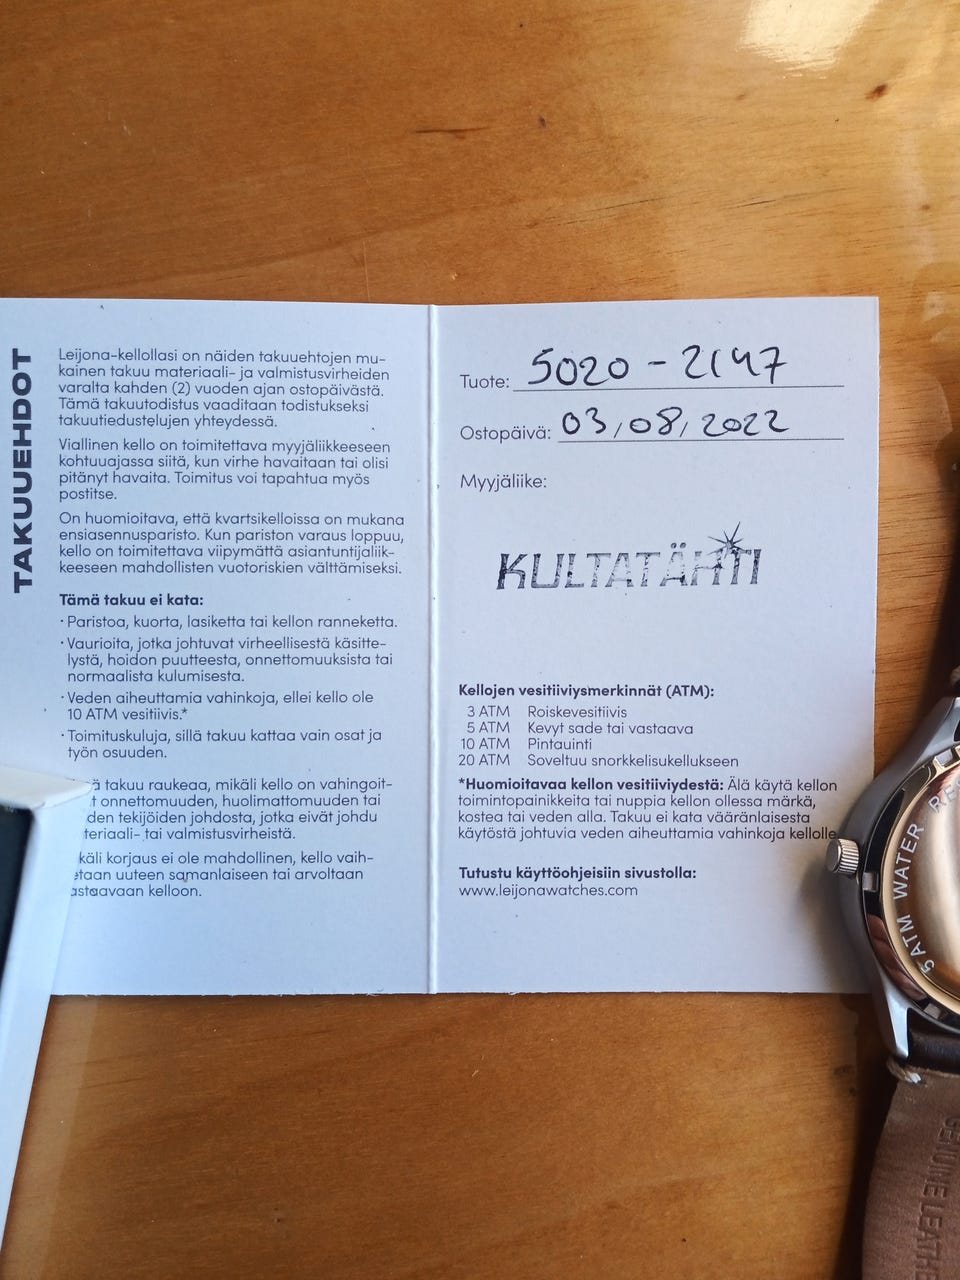 TAKUUEHDOT
Leijona-kellollasi on näiden takuuehtojen mu-
kainen takuu materiaali- ja valmistusvirheiden
varalta kahden (2) vuoden ajan ostopäivästä.
Tämä takuutodistus vaaditaan todistukseksi
takuutiedustelujen yhteydessä.
Viallinen kello on toimitettava myyjäliikkeeseen
kohtuuajassa siitä, kun virhe havaitaan tai olisi
pitänyt havaita. Toimitus voi tapahtua myös
postitse.
On huomioitava, että kvartsikelloissa on mukana
ensiasennusparisto. Kun pariston varaus loppuu,
kello on toimitettava viipymättä asiantuntijaliik-
keeseen mahdollisten vuotoriskien välttämiseksi.
Tämä takuu ei kata:
· Paristoa, kuorta, lasiketta tai kellon ranneketta.
· Vaurioita, jotka johtuvat virheellisestä käsitte-
lystä, hoidon puutteesta, onnettomuuksista tai
normaalista kulumisesta.
· Veden aiheuttamia vahinkoja, ellei kello ole
10 ATM vesitiivis.*
· Toimituskuluja, sillä takuu kattaa vain osat ja
työn osuuden.
takuu raukeaa, mikäli kello on vahingoit-
onnettomuuden, huolimattomuuden tai
tekijöiden johdosta, jotka eivät johdu
teriaali- tai valmistusvirheistä.
käli korjaus ei ole mahdollinen, kello vaih-
etaan uuteen samanlaiseen tai arvoltaan
astaavaan kelloon.
Tuote: 5020-2147
Ostopäivä: 03,08,2022
Myyjäliike:
KULTATÄHTI
Kellojen vesitiiviysmerkinnät (ATM):
3 ATM Roiskevesitiivis
5 ATM Kevyt sade tai vastaava
10 ATM Pintauinti
20 ATM Soveltuu snorkkelisukellukseen
*Huomioitavaa kellon vesitiiviydestä: Älä käytä kellon
toimintopainikkeita tai nuppia kellon ollessa märkä,
kostea tai veden alla. Takuu ei kata vääränlaisesta
käytöstä johtuvia veden aiheuttamia vahinkoja kellolle.
Tutustu käyttöohjeisiin sivustolla:
www.leijonawatches.com
5ATM WATER RE
GENUINE LEATH